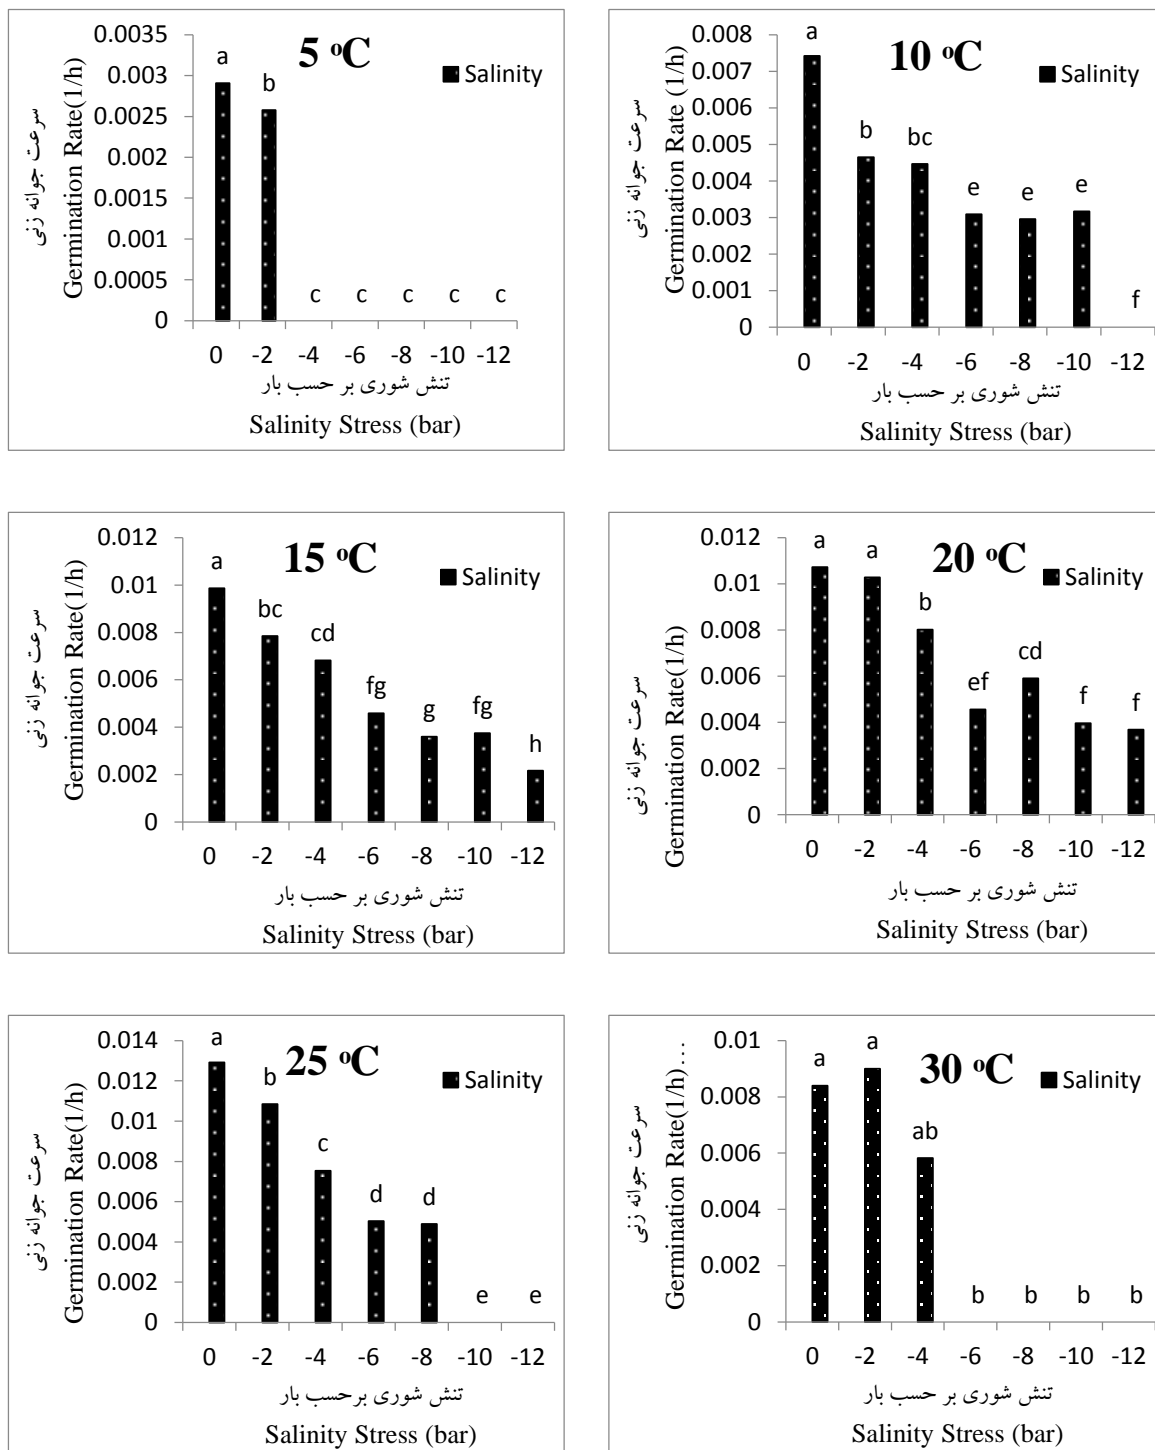 5 ºC
Salinity
سرعت جوانه زنی
Germination Rate(1/h)
0.0035
0.003
0.0025
0.002
0.0015
0.001
0.0005
0
a b c c c c c
0 -2 -4 -6 -8 -10 -12
تنش شوری بر حسب بار
Salinity Stress (bar)
10 ºC
Salinity
سرعت جوانه زنی
Germination Rate (1/h)
0.008
0.007
0.006
0.005
0.004
0.003
0.002
0.001
0
a b bc e e e f
0 -2 -4 -6 -8 -10 -12
تنش شوری بر حسب بار
Salinity Stress (bar)
15 ºC
Salinity
سرعت جوانه زنی
Germination Rate(1/h)
0.012
0.01
0.008
0.006
0.004
0.002
0
a bc cd fg g fg h
0 -2 -4 -6 -8 -10 -12
تنش شوری بر حسب بار
Salinity Stress (bar)
20 ºC
Salinity
سرعت جوانه زنی
Germination Rate(1/h)
0.012
0.01
0.008
0.006
0.004
0.002
0
a a b ef cd f f
0 -2 -4 -6 -8 -10 -12
تنش شوری بر حسب بار
Salinity Stress (bar)
25 ºC
Salinity
سرعت جوانه زنی
Germination Rate(1/h)
0.014
0.012
0.01
0.008
0.006
0.004
0.002
0
a b c d d e e
0 -2 -4 -6 -8 -10 -12
تنش شوری برحسب بار
Salinity Stress (bar)
30 ºC
Salinity
سرعت جوانه زنی
Germination Rate(1/h)…
0.01
0.008
0.006
0.004
0.002
0
a a ab b b b b
0 -2 -4 -6 -8 -10 -12
تنش شوری بر حسب بار
Salinity Stress (bar)